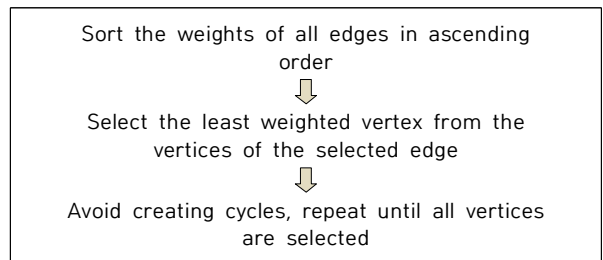 Sort the weights of all edges in ascending
order
Select the least weighted vertex from the
vertices of the selected edge
Avoid creating cycles, repeat until all vertices
are selected